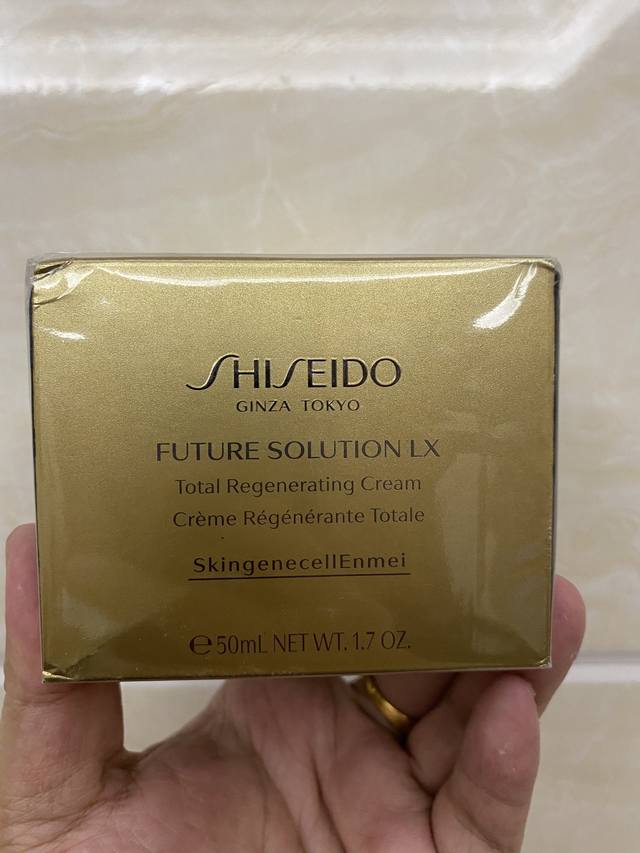 SHISEIDO
GINZA TOKYO
FUTURE SOLUTION LX
Total Regenerating Cream
Crème Régénérante Totale
SkingenecellEnmei
℮50mL NET WT. 1.7 OZ.